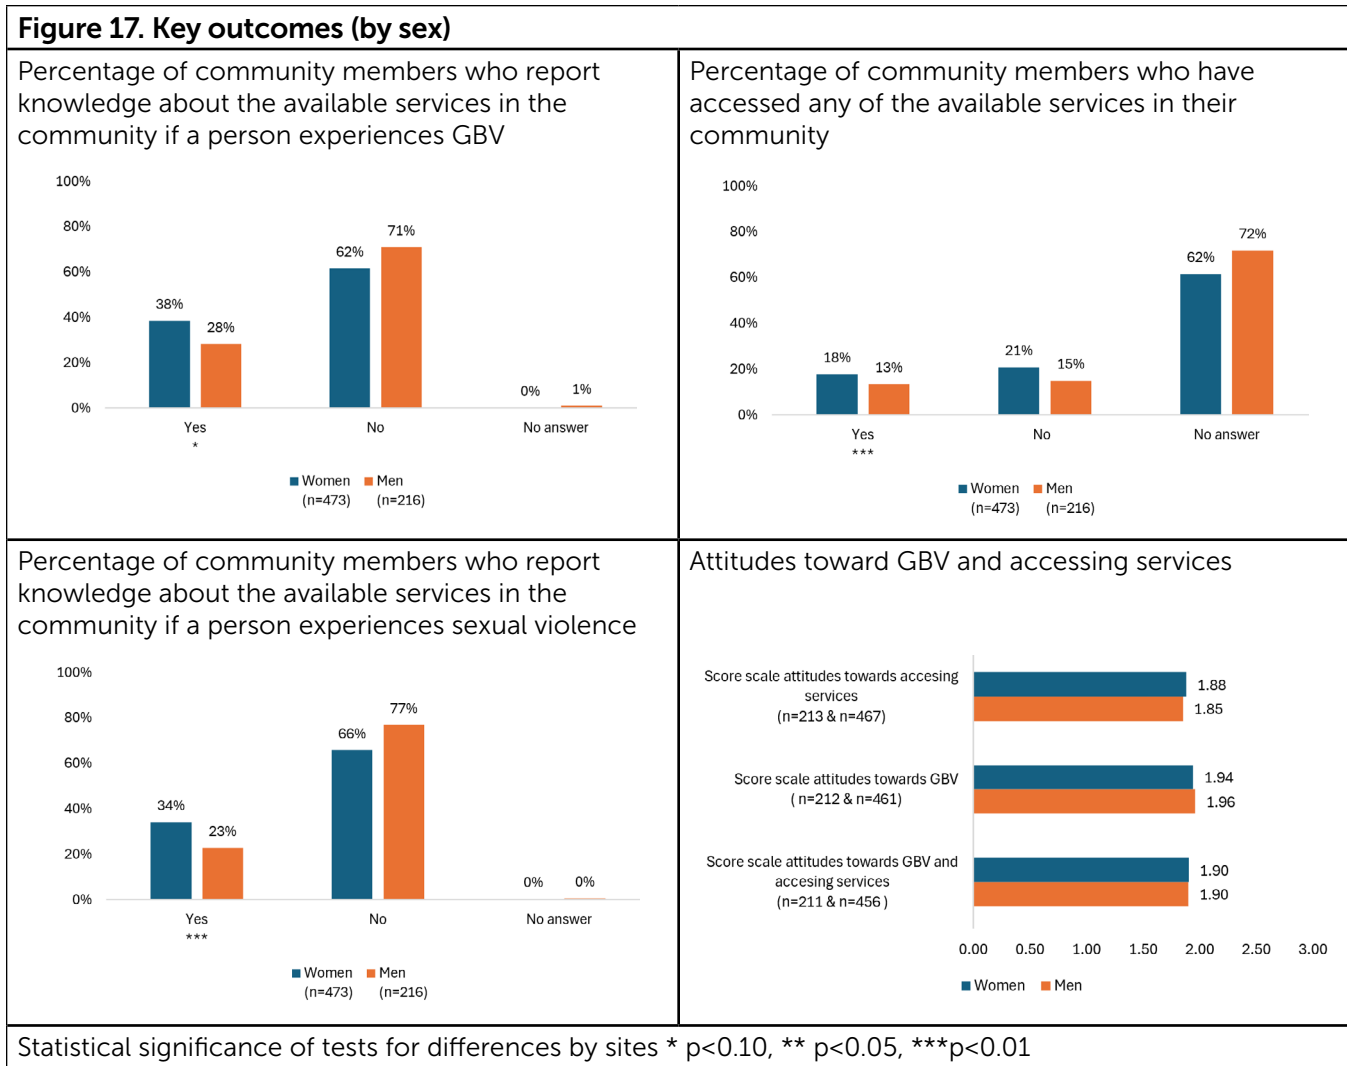 Figure 17. Key outcomes (by sex)
Percentage of community members who report
knowledge about the available services in the
community if a person experiences GBV
100%
80%
60%
40%
20%
0%
38%
28%
62%
71%
0%
1%
Yes
*
No
No answer
Women
(n=473)
Men
(n=216)
Percentage of community members who have
accessed any of the available services in their
community
100%
80%
60%
40%
20%
0%
18%
13%
21%
15%
62%
72%
Yes
***
No
No answer
Women
(n=473)
Men
(n=216)
Percentage of community members who report
knowledge about the available services in the
community if a person experiences sexual violence
100%
80%
60%
40%
20%
0%
34%
23%
66%
77%
0%
0%
Yes
***
No
No answer
Women
(n=473)
Men
(n=216)
Attitudes toward GBV and accessing services
Score scale attitudes towards accesing
services
(n=213 & n=467)
1.88
1.85
Score scale attitudes towards GBV
( n=212 & n=461)
1.94
1.96
Score scale attitudes towards GBV and
accesing services
(n=211 & n=456 )
1.90
1.90
0.00 0.50 1.00 1.50 2.00 2.50 3.00
Women Men
Statistical significance of tests for differences by sites * p<0.10, ** p<0.05, ***p<0.01